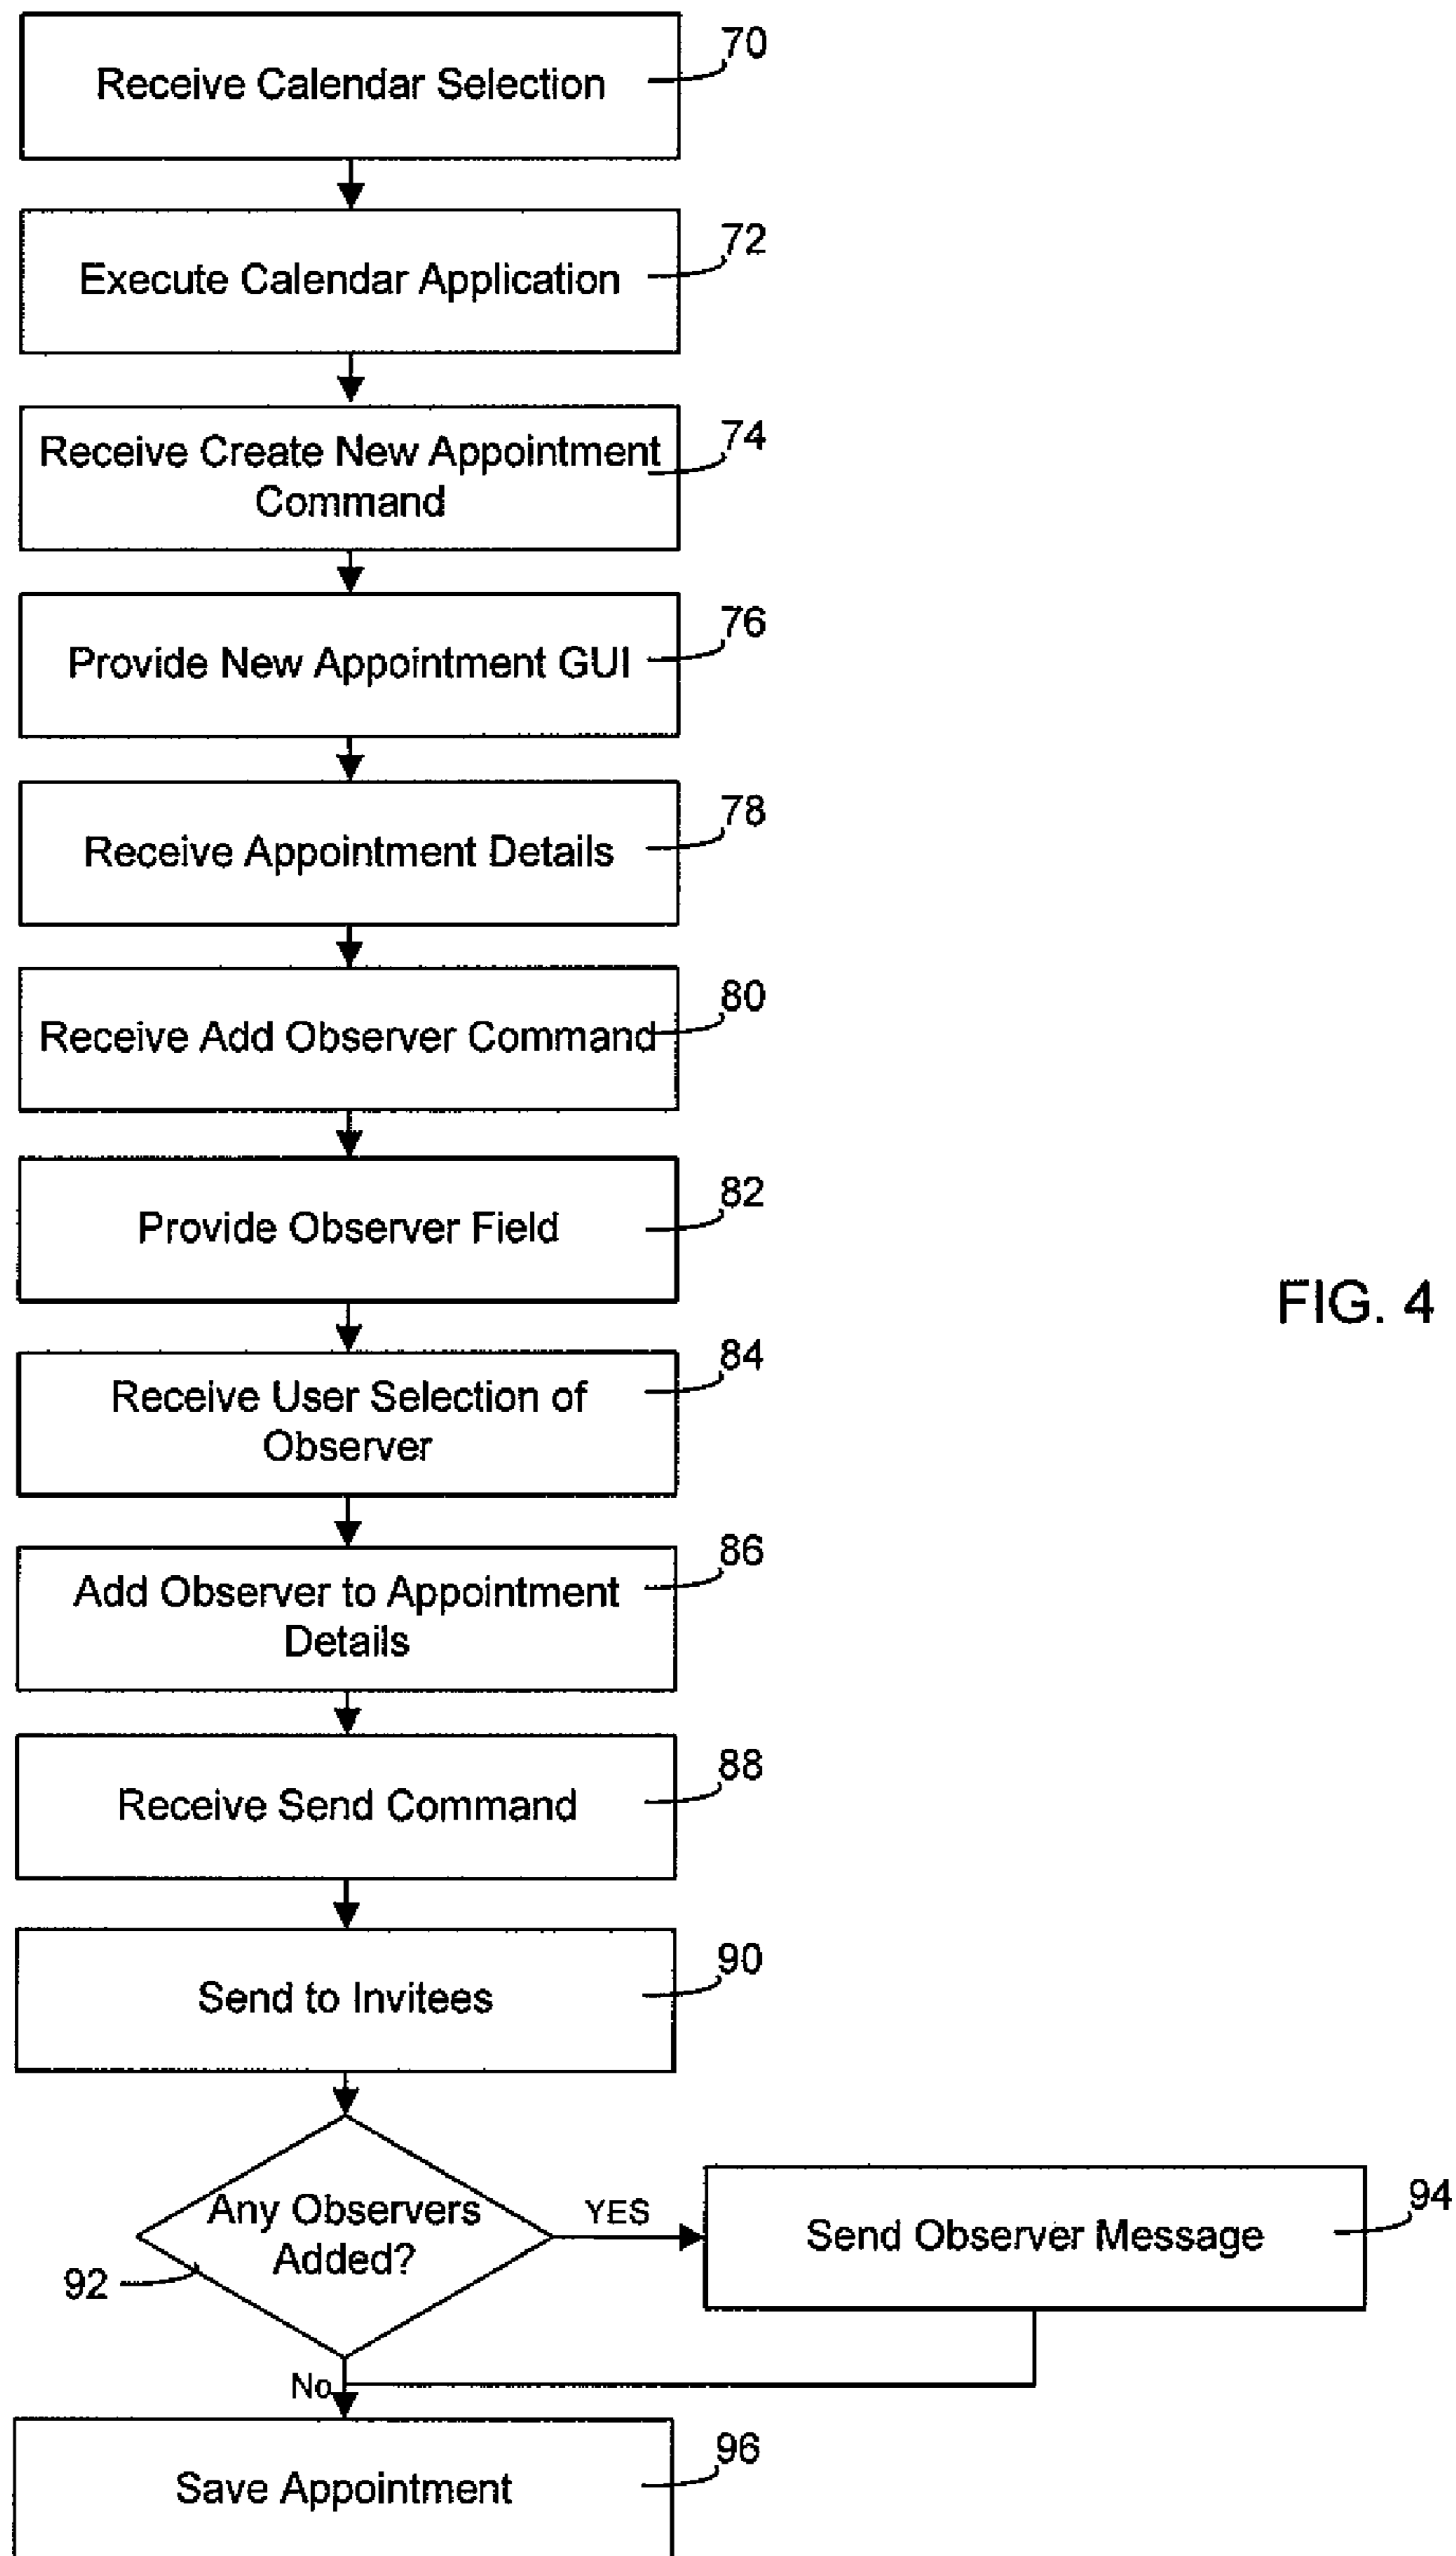 70
Receive Calendar Selection
72
Execute Calendar Application
74
Receive Create New Appointment
Command
76
Provide New Appointment GUI
78
Receive Appointment Details
80
Receive Add Observer Command
82
Provide Observer Field
FIG. 4
84
Receive User Selection of
Observer
86
Add Observer to Appointment
Details
88
Receive Send Command
90
Send to Invitees
Any Observers
Added?
92
YES
94
Send Observer Message
No
96
Save Appointment